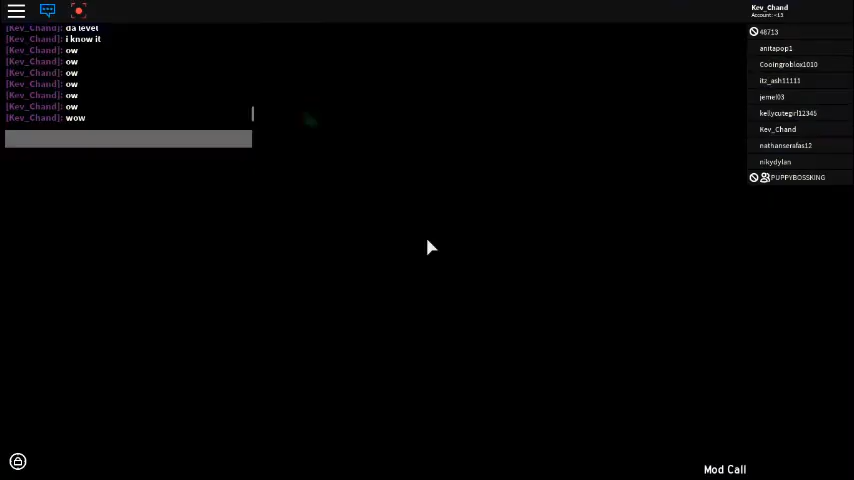 Kev_Chand
Account: <13
[Kev_Chand]: da level
[Kev_Chand]: i know it
[Kev_Chand]: ow
[Kev_Chand]: ow
[Kev_Chand]: ow
[Kev_Chand]: ow
[Kev_Chand]: ow
[Kev_Chand]: ow
[Kev_Chand]: wow
48713
anitapop1
Cooingroblox1010
itz_ash11111
jemel03
kellycutegirl12345
Kev_Chand
nathanserafas12
nikydylan
PUPPYBOSSKING
Mod Call